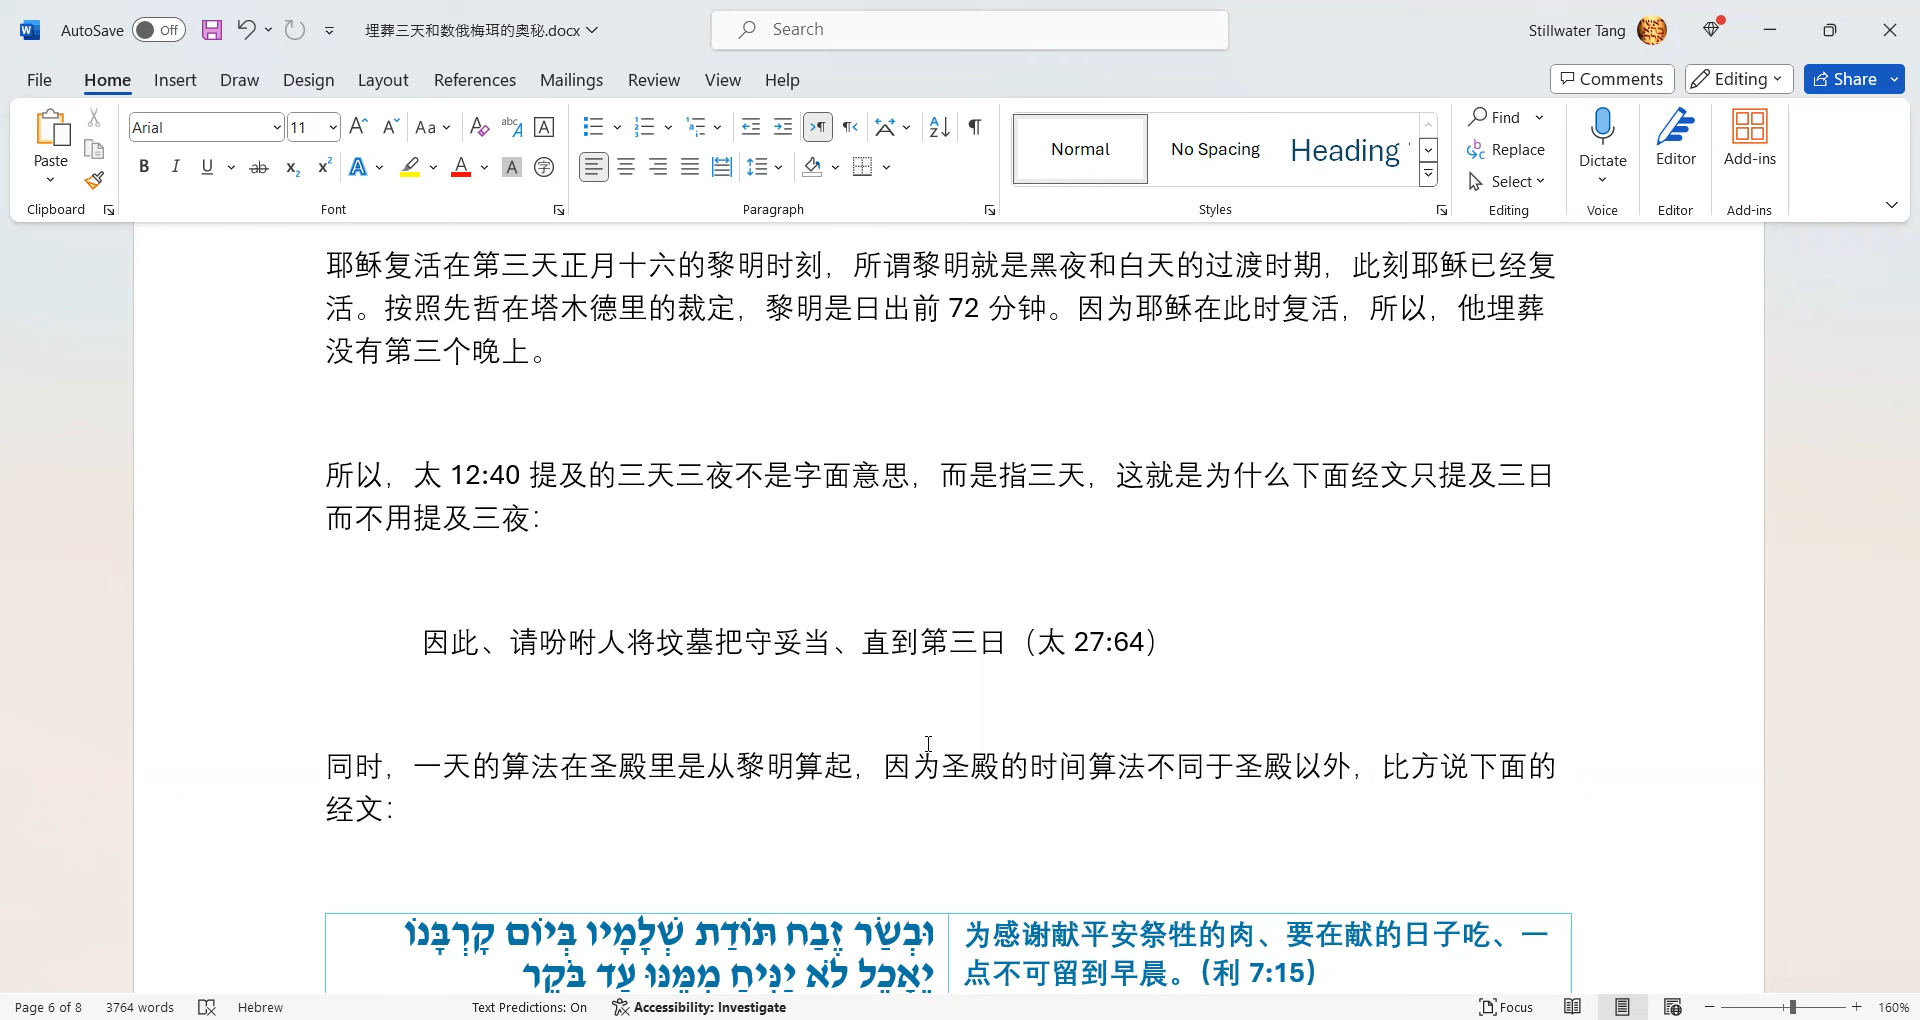 AutoSave Off 埋葬三天和数俄梅珥的奥秘.docx Search Stillwater Tang
File Home Insert Draw Design Layout References Mailings Review View Help Comments Editing Share
Paste Arial 11 Aa Normal No Spacing Heading Find Replace Select Dictate Editor Add-ins
Clipboard Font Paragraph Styles Editing Voice Editor Add-ins
耶稣复活在第三天正月十六的黎明时刻，所谓黎明就是黑夜和白天的过渡时期，此刻耶稣已经复
活。按照先哲在塔木德里的裁定，黎明是日出前 72 分钟。因为耶稣在此时复活，所以，他埋葬
没有第三个晚上。
所以，太 12:40 提及的三天三夜不是字面意思，而是指三天，这就是为什么下面经文只提及三日
而不用提及三夜：
因此、请吩咐人将坟墓把守妥当、直到第三日（太 27:64）
同时，一天的算法在圣殿里是从黎明算起，因为圣殿的时间算法不同于圣殿以外，比方说下面的
经文：
וּבְשַׂר זֶבַח תּוֹדַת שְׁלָמָיו בְּיוֹם קָרְבָּנוֹ
יֵאָכֵל לֹא יַנִּיחַ מִמֶּנּוּ עַד בֹּקֶר
为感谢献平安祭牲的肉、要在献的日子吃、一
点不可留到早晨。（利 7:15）
Page 6 of 8 3764 words Hebrew Text Predictions: On Accessibility: Investigate Focus 160%